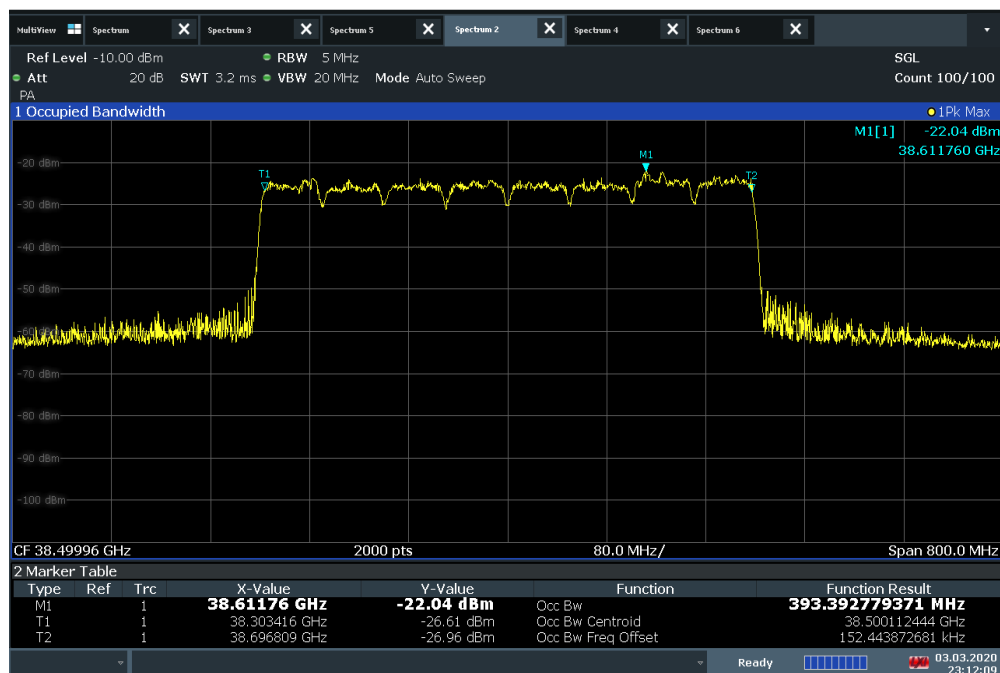 MultiView Spectrum X Spectrum 3 X Spectrum 5 X Spectrum 2 X Spectrum 4 X Spectrum 6 X
Ref Level -10.00 dBm RBW 5 MHz SGL
Att 20 dB SWT 3.2 ms VBW 20 MHz Mode Auto Sweep Count 100/100
PA
1 Occupied Bandwidth 1Pk Max
M1[1] -22.04 dBm
38.611760 GHz
M1
-20 dBm
T1 T2
-30 dBm
-40 dBm
-50 dBm
-60 dBm
-70 dBm
-80 dBm
-90 dBm
-100 dBm
CF 38.49996 GHz 2000 pts 80.0 MHz/ Span 800.0 MHz
2 Marker Table
Type Ref Trc X-Value Y-Value Function Function Result
M1 1 38.61176 GHz -22.04 dBm Occ Bw 393.392779371 MHz
T1 1 38.303416 GHz -26.61 dBm Occ Bw Centroid 38.500112444 GHz
T2 1 38.696809 GHz -26.96 dBm Occ Bw Freq Offset 152.443872681 kHz
Ready 03.03.2020
23:12:09